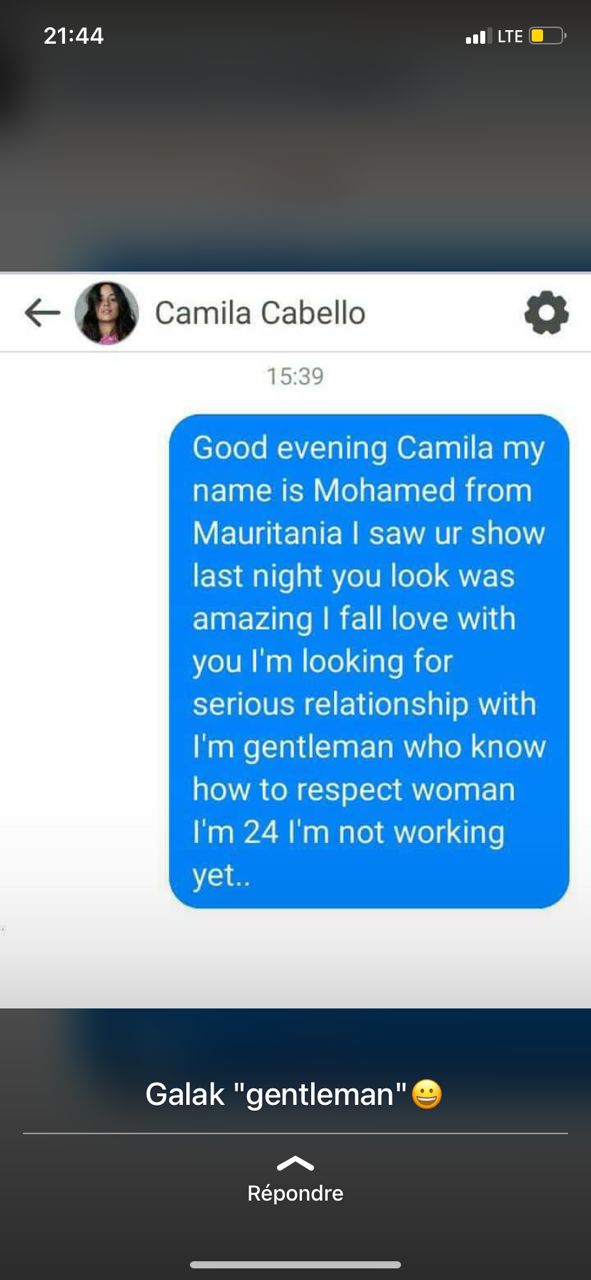 21:44
LTE
Camila Cabello
15:39
Good evening Camila my
name is Mohamed from
Mauritania I saw ur show
last night you look was
amazing I fall love with
you I'm looking for
serious relationship with
I'm gentleman who know
how to respect woman
I'm 24 I'm not working
yet..
Galak "gentleman"😀
Répondre